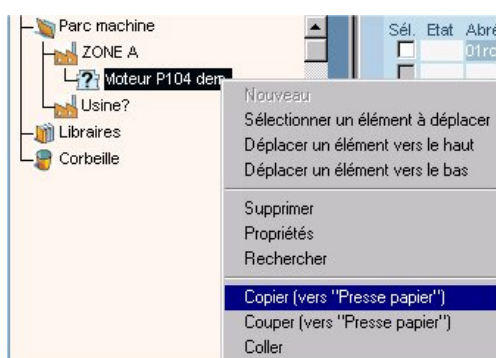 Parc machine
Sél. Etat Abré
ZONE A
01ro
Moteur P104 dem
Usine?
Libraires
Corbeille
Nouveau
Sélectionner un élément à déplacer
Déplacer un élément vers le haut
Déplacer un élément vers le bas
Supprimer
Propriétés
Rechercher
Copier (vers "Presse papier")
Couper (vers "Presse papier")
Coller